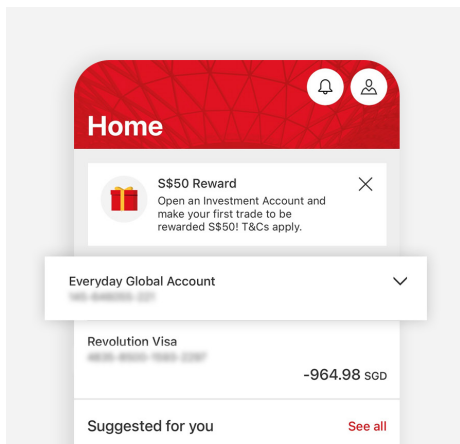 Home
S$50 Reward
Open an Investment Account and
make your first trade to be
rewarded S$50! T&Cs apply.
Everyday Global Account
Revolution Visa
-964.98 SGD
Suggested for you
See all